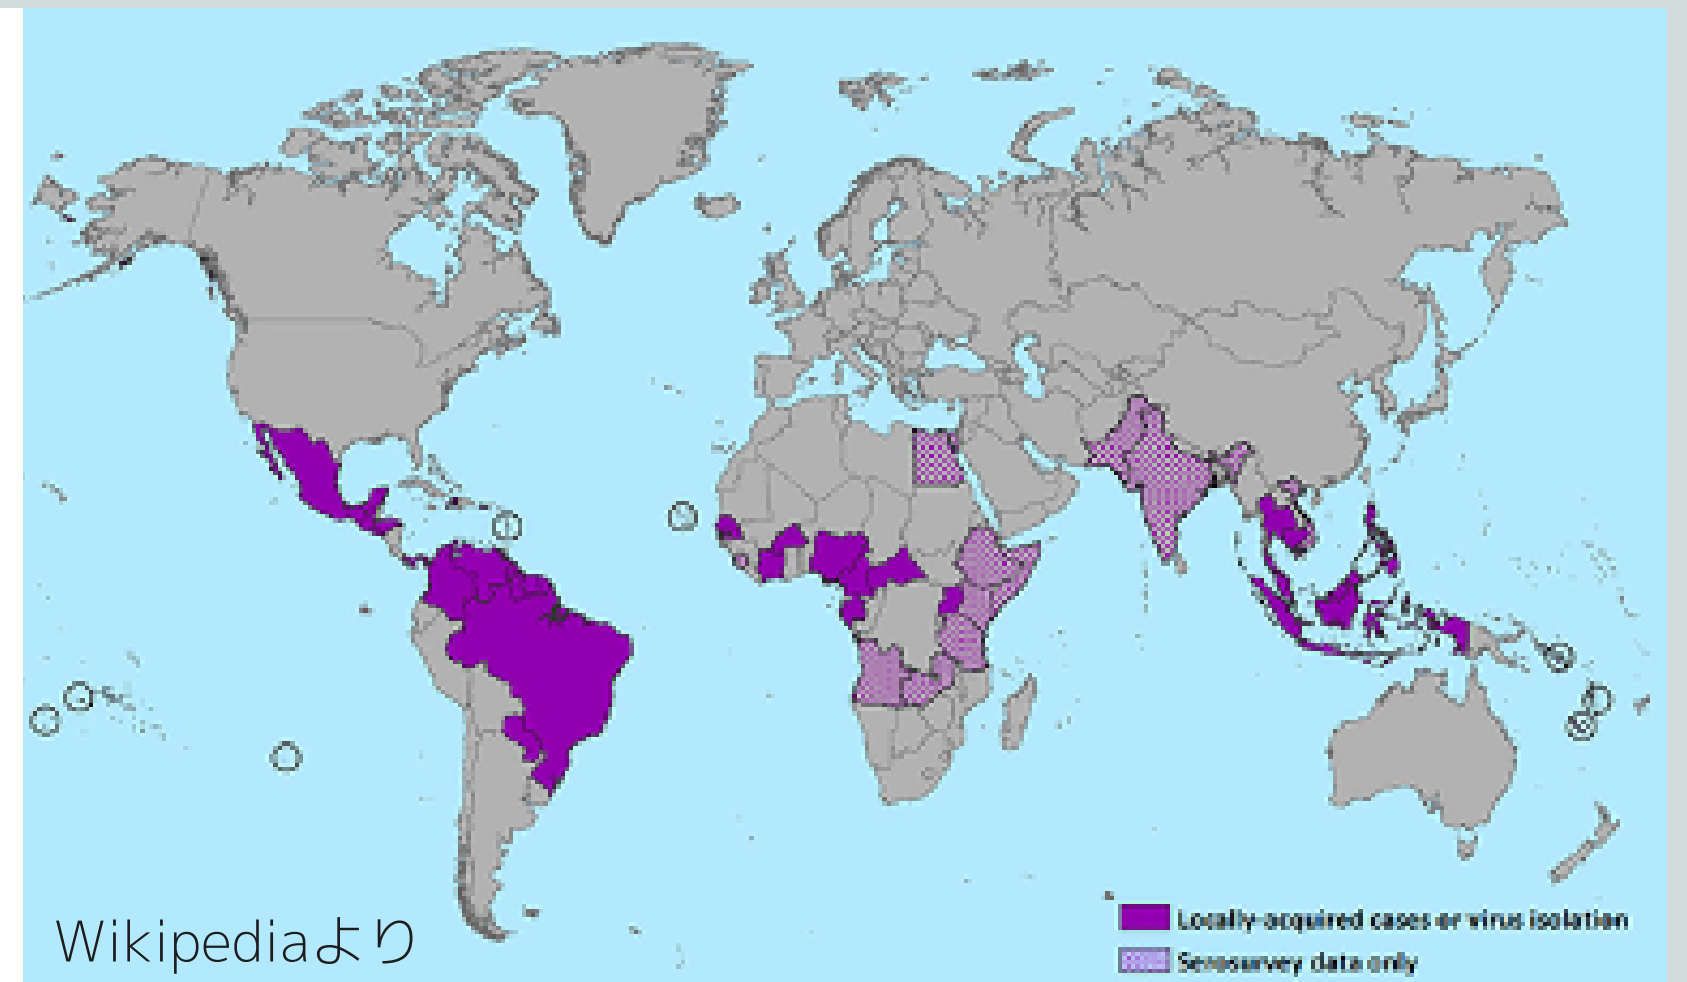 Locally-acquired cases or virus isolation
Serosurvey data only
Wikipediaより